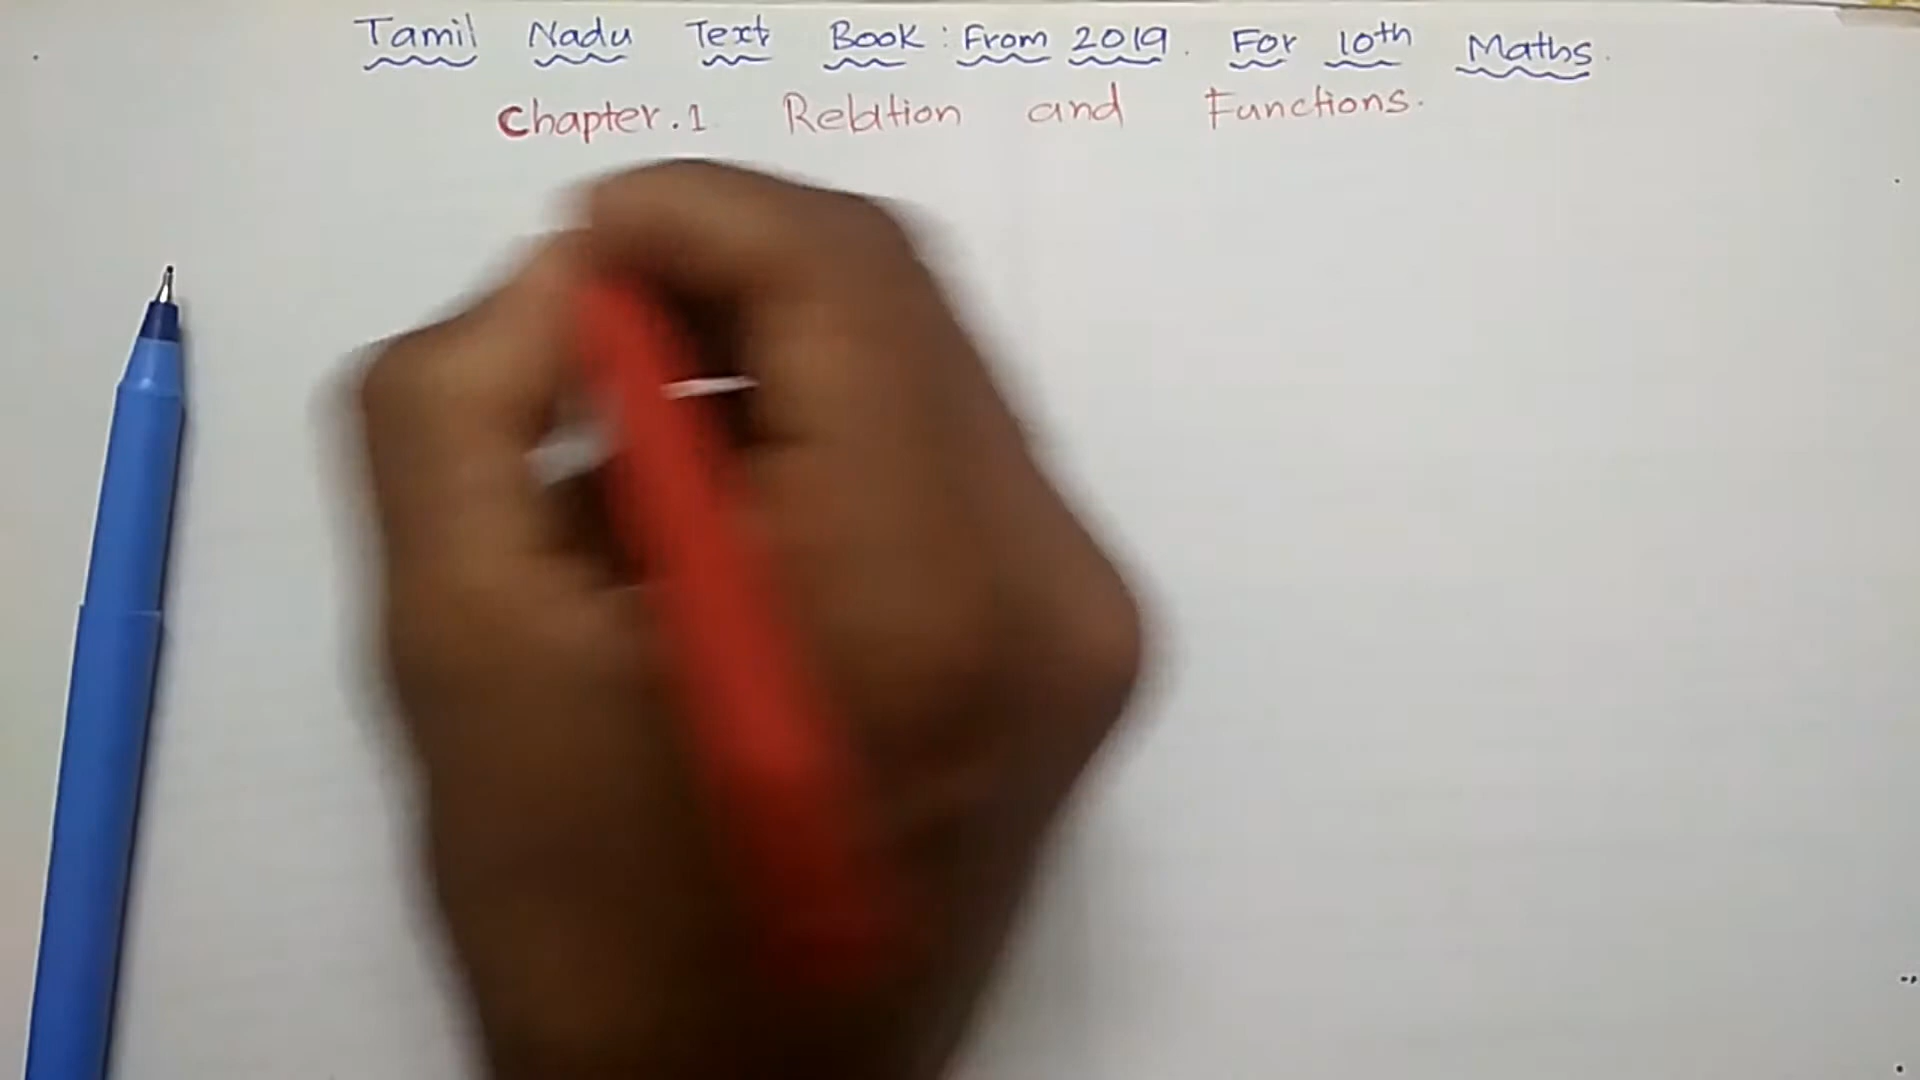 Tamil Nadu Text Book : From 2019. For 10th Maths.
Chapter.1 Relation and Functions.